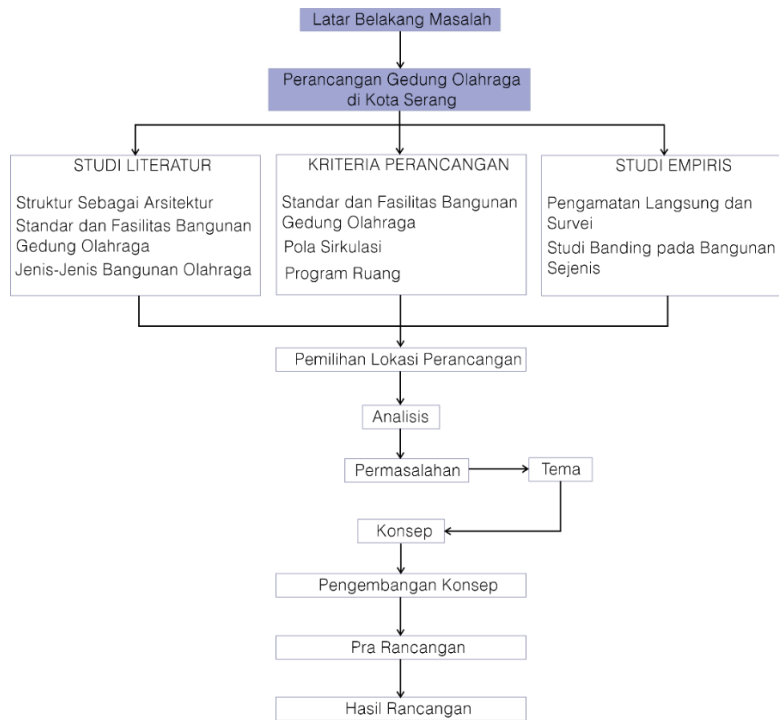 Latar Belakang Masalah
Perancangan Gedung Olahraga
di Kota Serang
STUDI LITERATUR
Struktur Sebagai Arsitektur
Standar dan Fasilitas Bangunan
Gedung Olahraga
Jenis-Jenis Bangunan Olahraga
KRITERIA PERANCANGAN
Standar dan Fasilitas Bangunan
Gedung Olahraga
Pola Sirkulasi
Program Ruang
STUDI EMPIRIS
Pengamatan Langsung dan
Survei
Studi Banding pada Bangunan
Sejenis
Pemilihan Lokasi Perancangan
Analisis
Permasalahan
Tema
Konsep
Pengembangan Konsep
Pra Rancangan
Hasil Rancangan